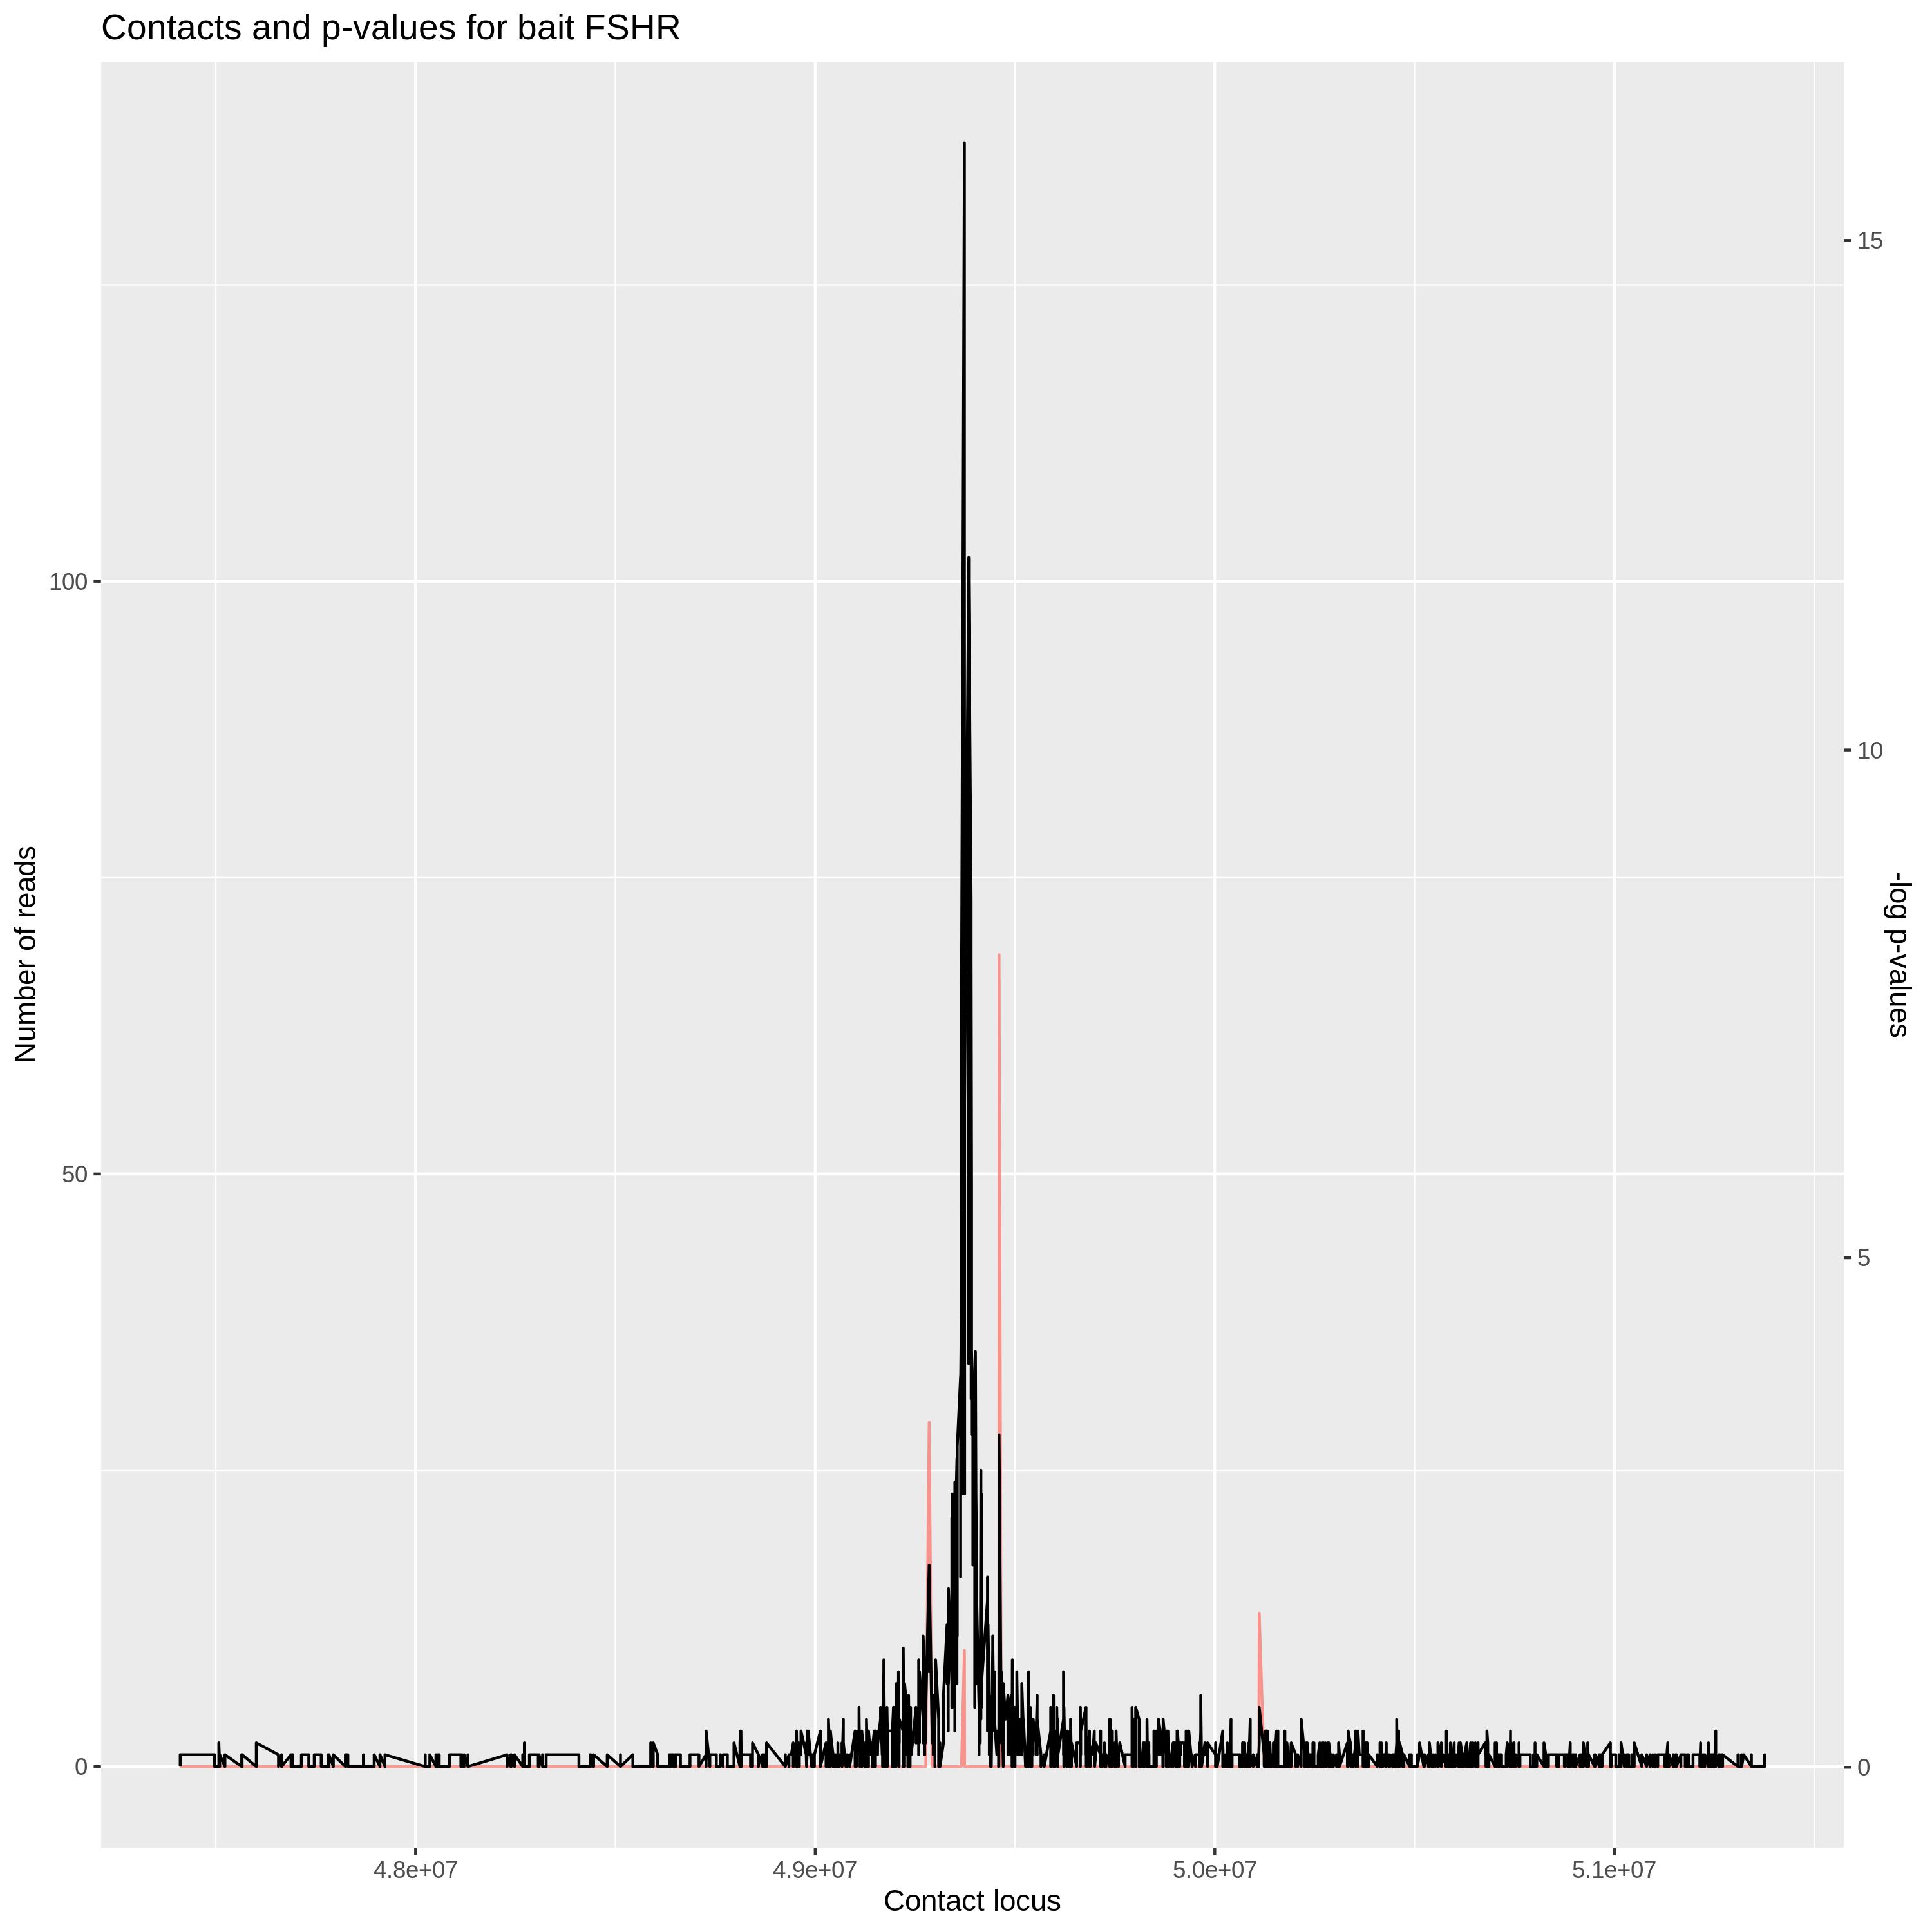 Contacts and p-values for bait FSHR
Number of reads
100
50
0
15
10
5
0
-log p-values
4.8e+07
4.9e+07
5.0e+07
5.1e+07
Contact locus